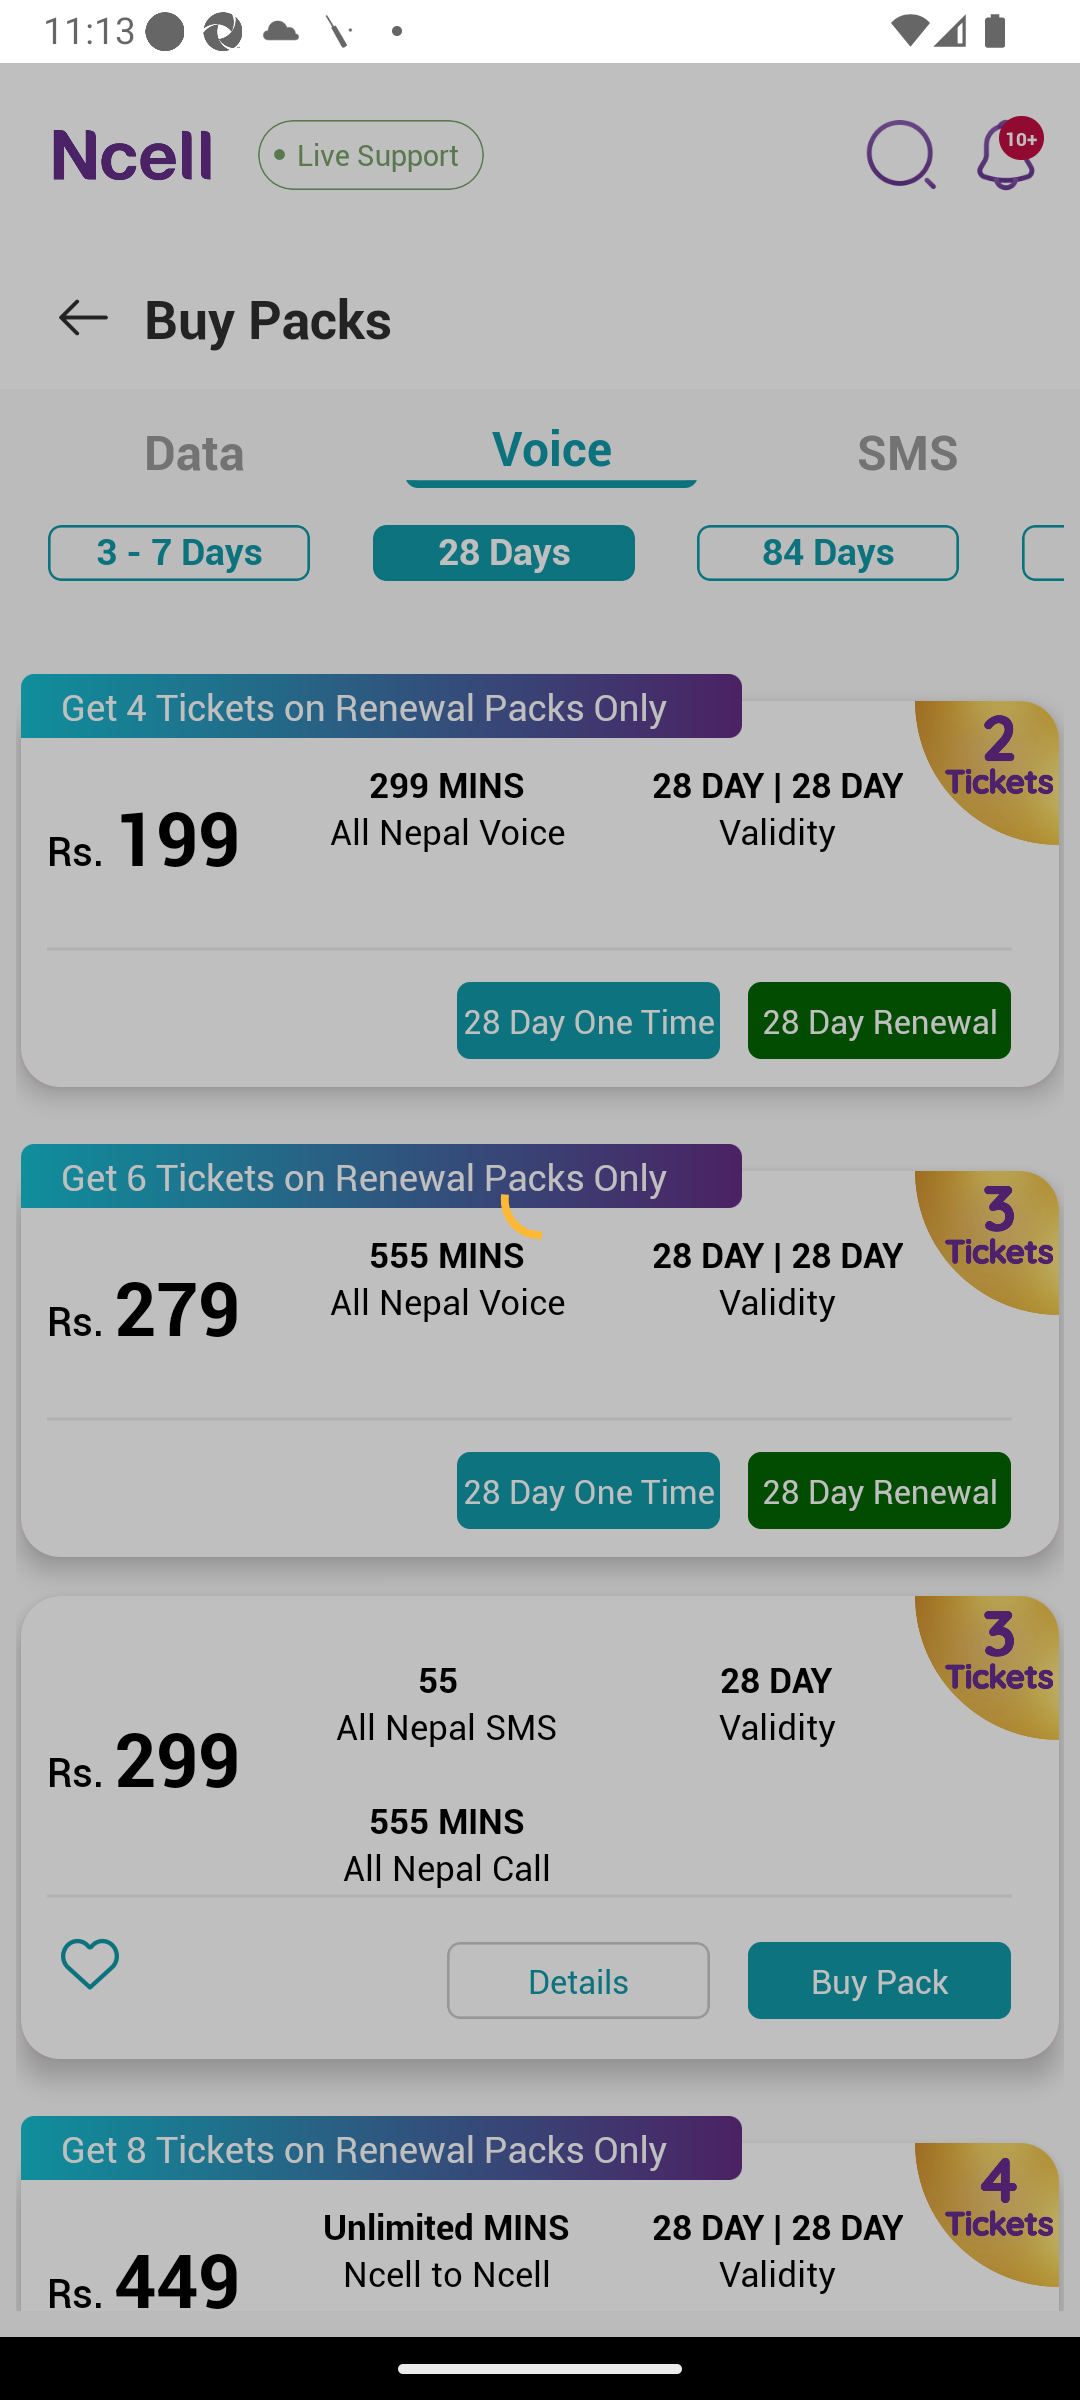 11:13
Ncell
Live Support
10+
Buy Packs
Data
Voice
SMS
3 - 7 Days
28 Days
84 Days
Get 4 Tickets on Renewal Packs Only
2
Tickets
299 MINS
28 DAY | 28 DAY
Rs. 199
All Nepal Voice
Validity
28 Day One Time
28 Day Renewal
Get 6 Tickets on Renewal Packs Only
3
Tickets
555 MINS
28 DAY | 28 DAY
Rs. 279
All Nepal Voice
Validity
28 Day One Time
28 Day Renewal
3
Tickets
55
28 DAY
All Nepal SMS
Validity
Rs. 299
555 MINS
All Nepal Call
Details
Buy Pack
Get 8 Tickets on Renewal Packs Only
4
Tickets
Unlimited MINS
28 DAY | 28 DAY
Rs. 449
Ncell to Ncell
Validity